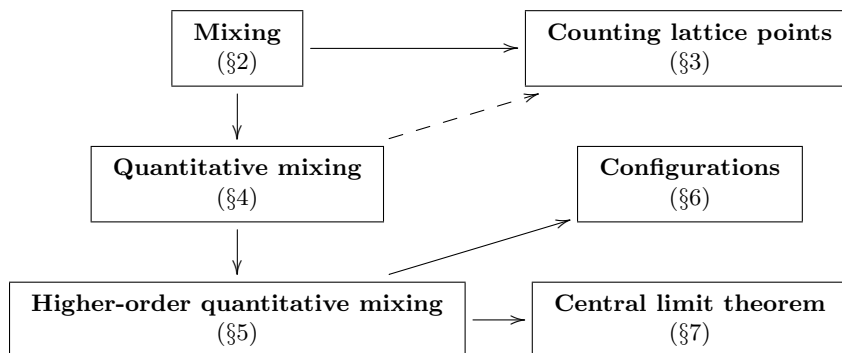 Mixing
(§2)
Counting lattice points
(§3)
Quantitative mixing
(§4)
Configurations
(§6)
Higher-order quantitative mixing
(§5)
Central limit theorem
(§7)